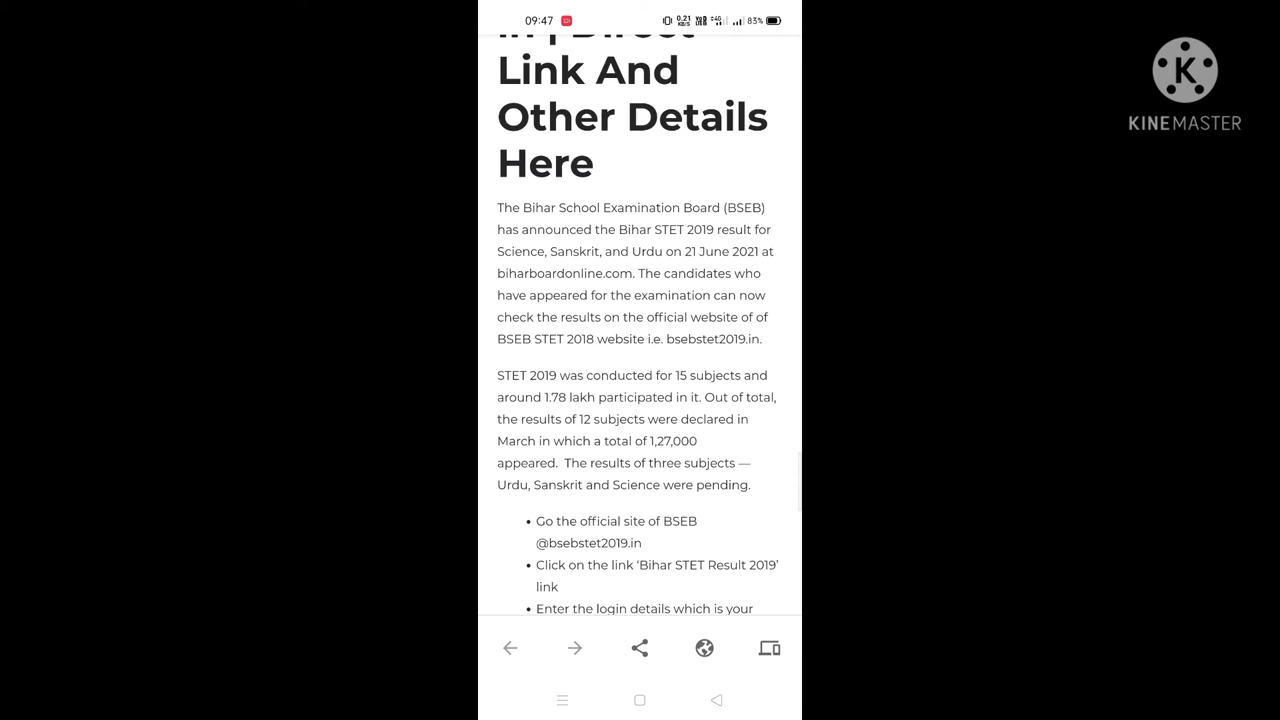 09:47
0.21 KB/S
83%
Link And
Other Details
Here
The Bihar School Examination Board (BSEB)
has announced the Bihar STET 2019 result for
Science, Sanskrit, and Urdu on 21 June 2021 at
biharboardonline.com. The candidates who
have appeared for the examination can now
check the results on the official website of of
BSEB STET 2018 website i.e. bsebstet2019.in.
STET 2019 was conducted for 15 subjects and
around 1.78 lakh participated in it. Out of total,
the results of 12 subjects were declared in
March in which a total of 1,27,000
appeared.  The results of three subjects —
Urdu, Sanskrit and Science were pending.
• Go the official site of BSEB
@bsebstet2019.in
• Click on the link ‘Bihar STET Result 2019’
link
• Enter the login details which is your
K
KINEMASTER